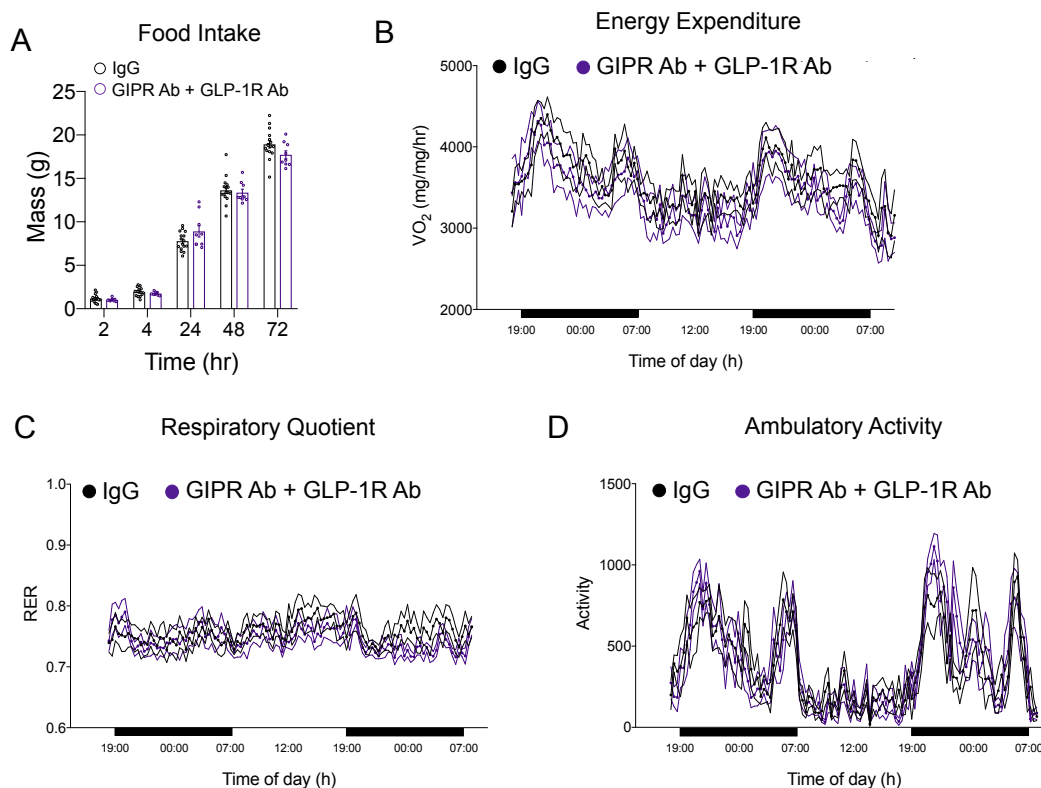 A
Food Intake
IgG
GIPR Ab + GLP-1R Ab
25
20
15
10
5
0
Mass (g)
2 4 24 48 72
Time (hr)
B
Energy Expenditure
IgG GIPR Ab + GLP-1R Ab
5000
4000
3000
2000
VO2 (mg/mg/hr)
19:00 00:00 07:00 12:00 19:00 00:00 07:00
Time of day (h)
C
Respiratory Quotient
IgG GIPR Ab + GLP-1R Ab
1.0
0.9
0.8
0.7
0.6
RER
19:00 00:00 07:00 12:00 19:00 00:00 07:00
Time of day (h)
D
Ambulatory Activity
IgG GIPR Ab + GLP-1R Ab
1500
1000
500
0
Activity
19:00 00:00 07:00 12:00 19:00 00:00 07:00
Time of day (h)